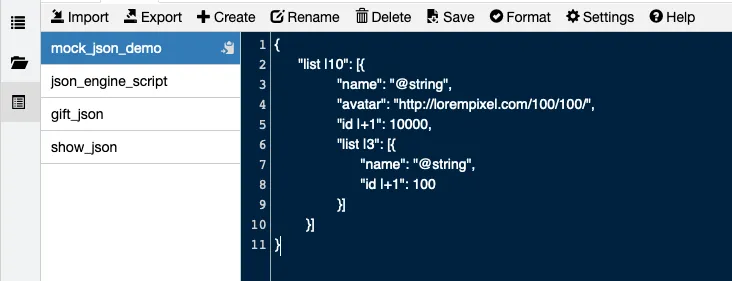 Import Export Create Rename Delete Save Format Settings Help
mock_json_demo
json_engine_script
gift_json
show_json
1 {
2 "list |10": [{
3 "name": "@string",
4 "avatar": "http://lorempixel.com/100/100/",
5 "id |+1": 10000,
6 "list |3": [{
7 "name": "@string",
8 "id |+1": 100
9 }]
10 }]
11 }